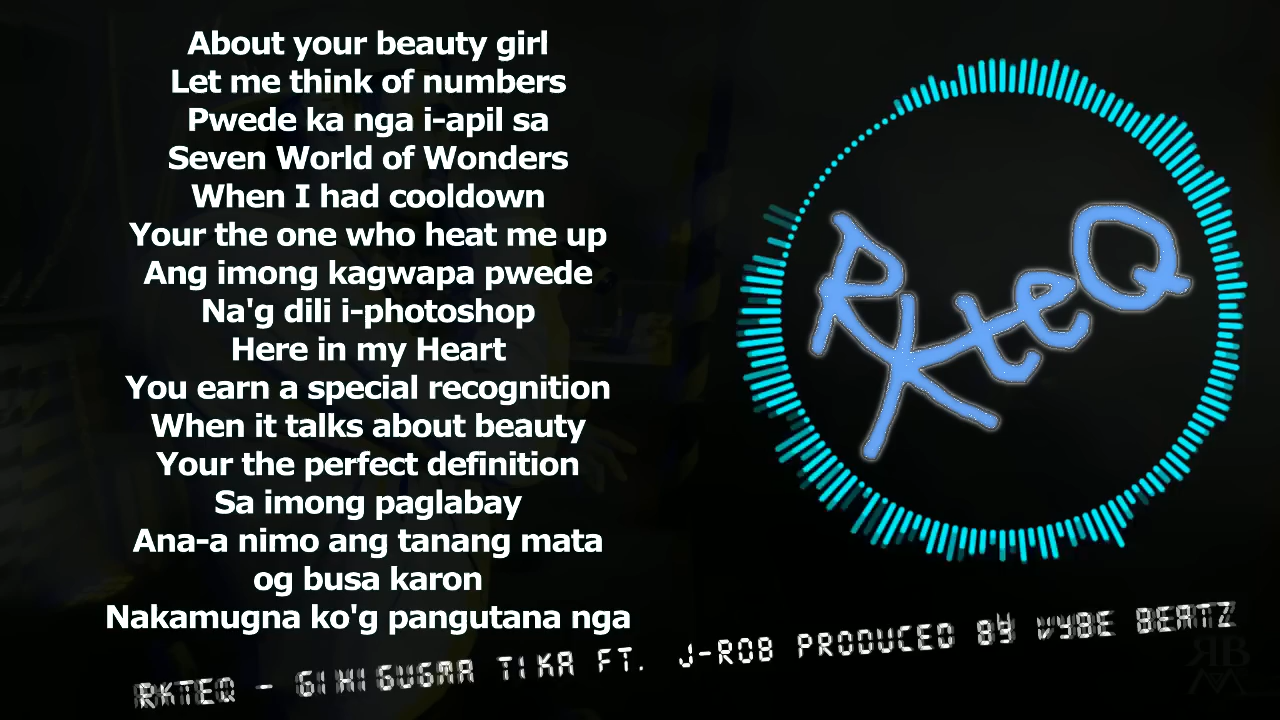 About your beauty girl
Let me think of numbers
Pwede ka nga i-apil sa
Seven World of Wonders
When I had cooldown
Your the one who heat me up
Ang imong kagwapa pwede
Na'g dili i-photoshop
Here in my Heart
You earn a special recognition
When it talks about beauty
Your the perfect definition
Sa imong paglabay
Ana-a nimo ang tanang mata
og busa karon
Nakamugna ko'g pangutana nga
RkteQ
RKTEQ - GIHIGUGMA TIKA FT. J-ROB PRODUCED BY VYBE BEATZ